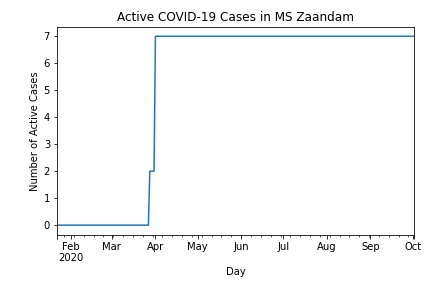 Active COVID-19 Cases in MS Zaandam
Number of Active Cases
7
6
5
4
3
2
1
0
Feb Mar Apr May Jun Jul Aug Sep Oct
2020
Day